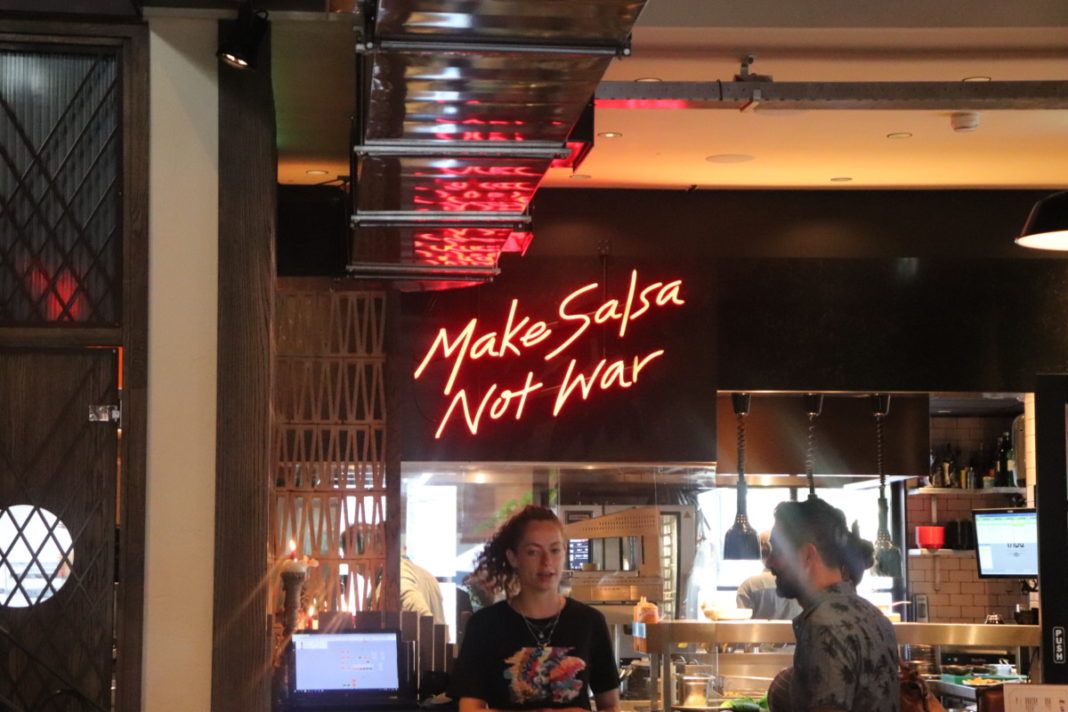 Make Salsa
Not War
PUSH